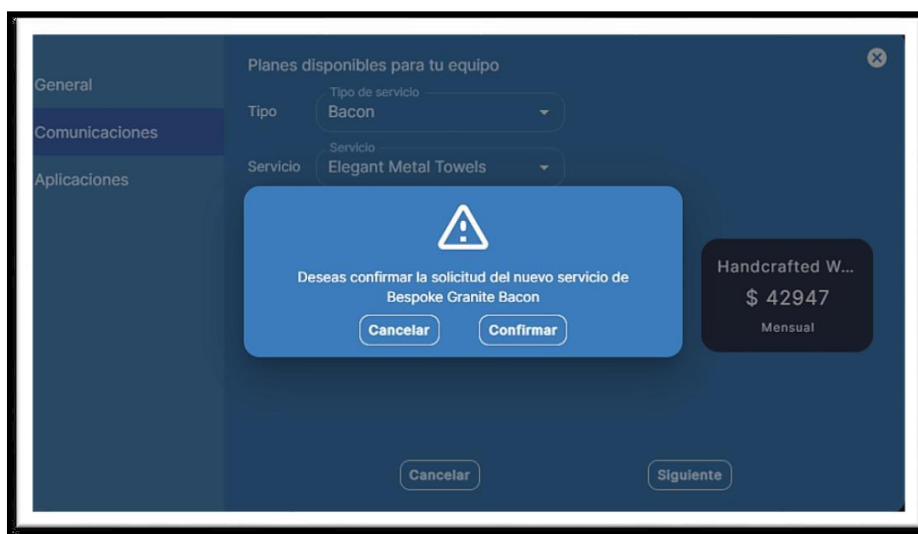 Planes disponibles para tu equipo
General
Tipo de servicio
Tipo
Bacon
Comunicaciones
Servicio
Servicio
Elegant Metal Towels
Aplicaciones
Deseas confirmar la solicitud del nuevo servicio de
Bespoke Granite Bacon
Cancelar
Confirmar
Handcrafted W...
$ 42947
Mensual
Cancelar
Siguiente